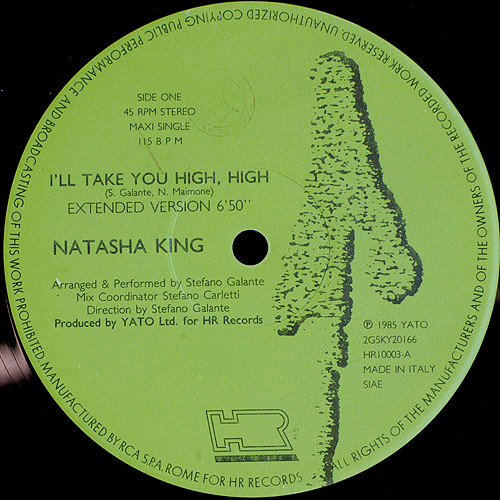 SIDE ONE
45 RPM STEREO
MAXI SINGLE
115 B P M
I'LL TAKE YOU HIGH, HIGH
(S. Galante, N. Maimone)
EXTENDED VERSION 6'50''
NATASHA KING
Arranged & Performed by Stefano Galante
Mix Coordinator Stefano Carletti
Direction by Stefano Galante
Produced by YATO Ltd. for HR Records
℗ 1985 YATO
2G5KY20166
HR10003-A
MADE IN ITALY
SIAE
HR
ALL RIGHTS OF THE MANUFACTURERS AND OF THE OWNERS OF THE RECORDED WORK RESERVED. UNAUTHORIZED COPYING PUBLIC PERFORMANCE AND BROADCASTING OF THIS WORK PROHIBITED. MANUFACTURED BY RCA S.P.A. ROME FOR HR RECORDS